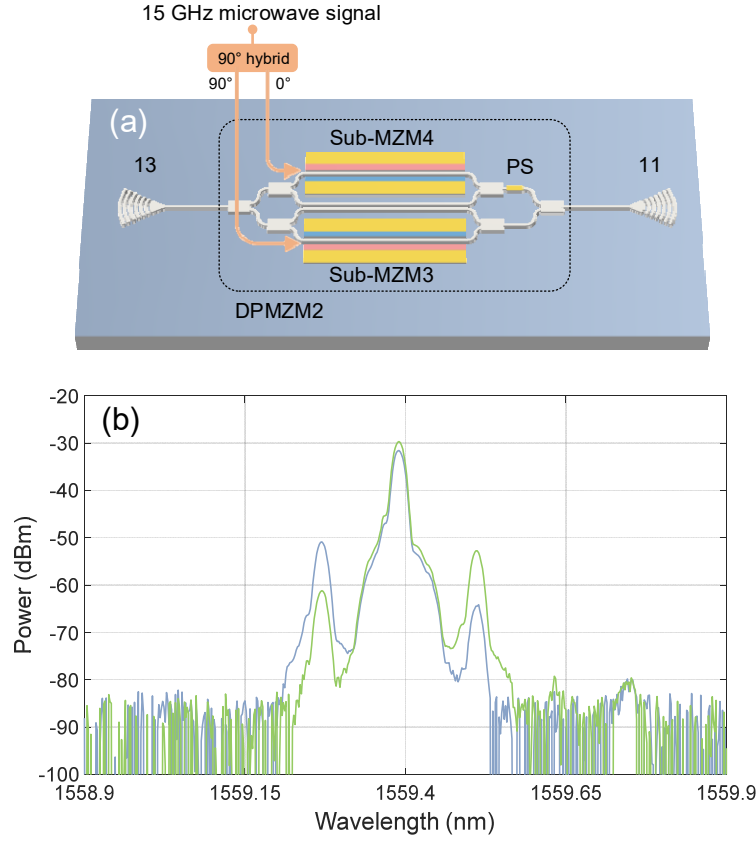 15 GHz microwave signal
90° hybrid
90° 0°
(a)
Sub-MZM4
13
PS
11
Sub-MZM3
DPMZM2
(b)
-20
-30
-40
-50
-60
-70
-80
-90
-100
Power (dBm)
1558.9 1559.15 1559.4 1559.65 1559.9
Wavelength (nm)